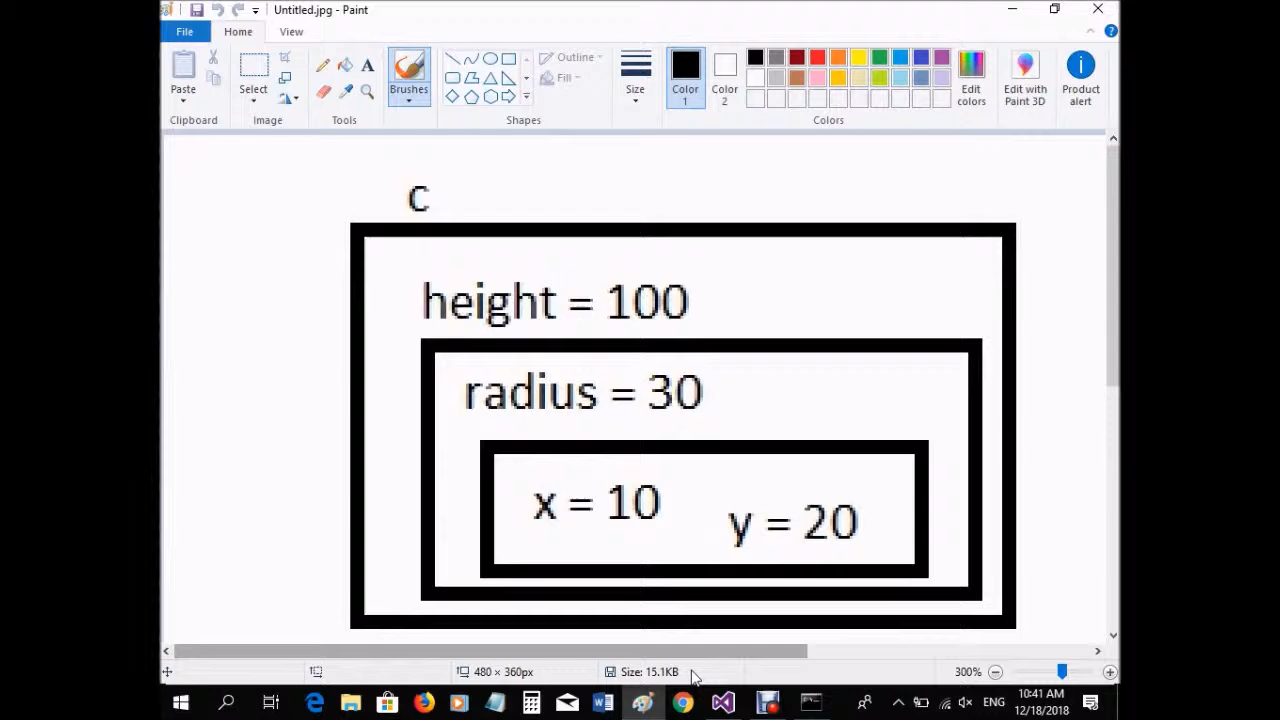 Untitled.jpg - Paint
File Home View
Paste
Select
Brushes
Outline
Fill
Size
Color 1
Color 2
Edit colors
Edit with Paint 3D
Product alert
Clipboard Image Tools Shapes Colors
C
height = 100
radius = 30
x = 10
y = 20
480 × 360px Size: 15.1KB 300%
ENG
10:41 AM
12/18/2018